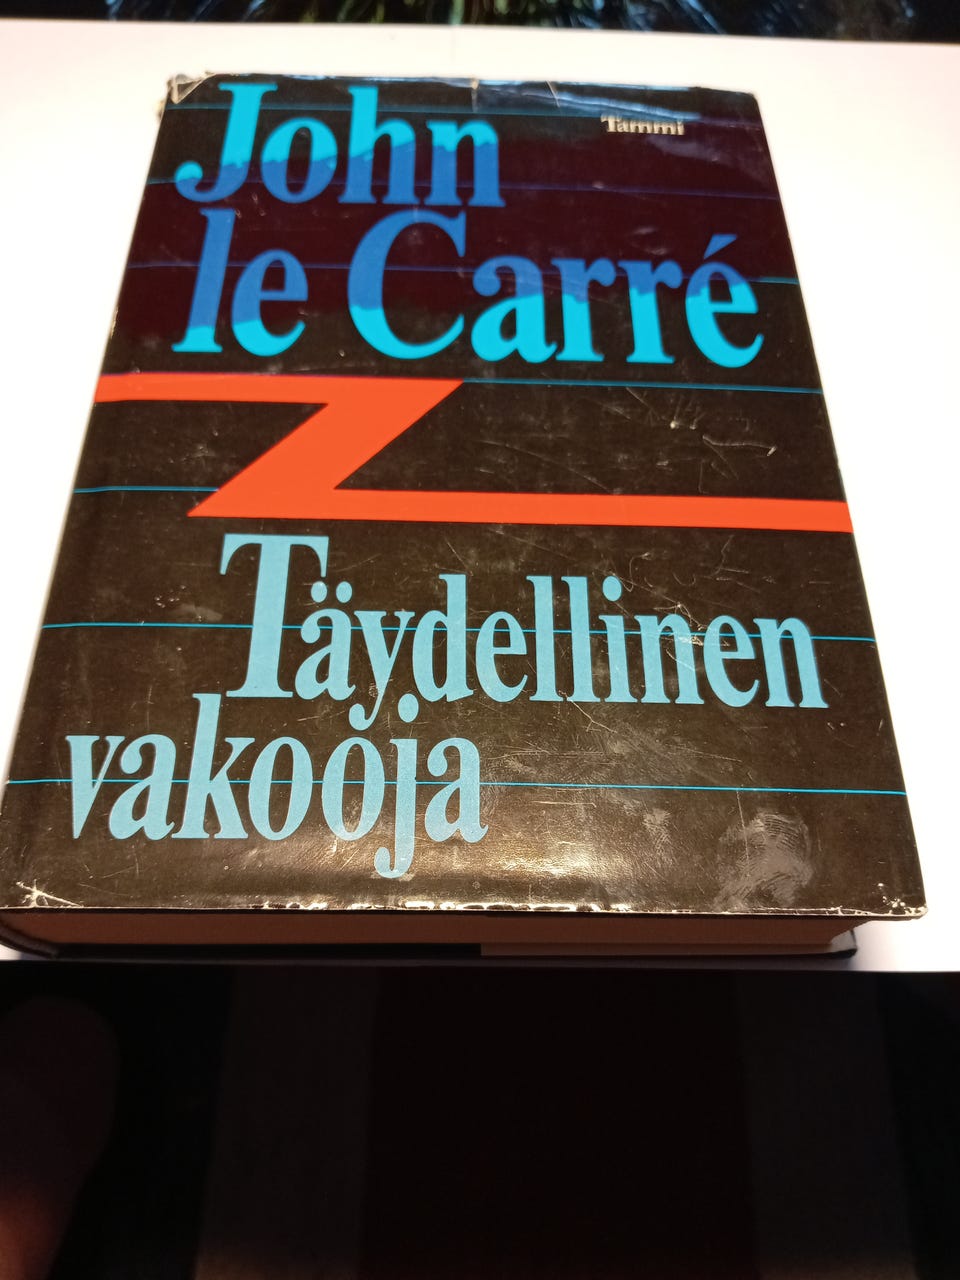 John
Tammi
le Carré
Täydellinen
vakooja